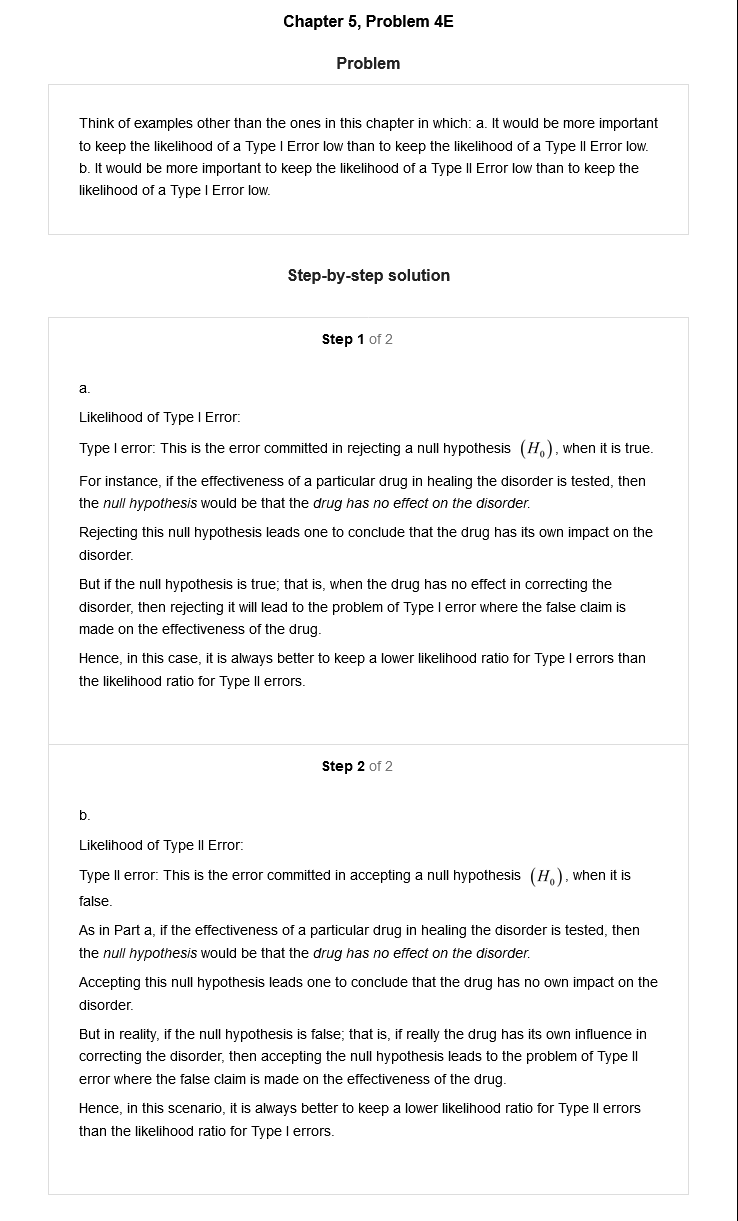 Chapter 5, Problem 4E
Problem
Think of examples other than the ones in this chapter in which: a. It would be more important
to keep the likelihood of a Type I Error low than to keep the likelihood of a Type II Error low.
b. It would be more important to keep the likelihood of a Type II Error low than to keep the
likelihood of a Type I Error low.
Step-by-step solution
Step 1 of 2
a.
Likelihood of Type I Error:
Type I error: This is the error committed in rejecting a null hypothesis (H₀), when it is true.
For instance, if the effectiveness of a particular drug in healing the disorder is tested, then
the null hypothesis would be that the drug has no effect on the disorder.
Rejecting this null hypothesis leads one to conclude that the drug has its own impact on the
disorder.
But if the null hypothesis is true; that is, when the drug has no effect in correcting the
disorder, then rejecting it will lead to the problem of Type I error where the false claim is
made on the effectiveness of the drug.
Hence, in this case, it is always better to keep a lower likelihood ratio for Type I errors than
the likelihood ratio for Type II errors.
Step 2 of 2
b.
Likelihood of Type II Error:
Type II error: This is the error committed in accepting a null hypothesis (H₀), when it is
false.
As in Part a, if the effectiveness of a particular drug in healing the disorder is tested, then
the null hypothesis would be that the drug has no effect on the disorder.
Accepting this null hypothesis leads one to conclude that the drug has no own impact on the
disorder.
But in reality, if the null hypothesis is false; that is, if really the drug has its own influence in
correcting the disorder, then accepting the null hypothesis leads to the problem of Type II
error where the false claim is made on the effectiveness of the drug.
Hence, in this scenario, it is always better to keep a lower likelihood ratio for Type II errors
than the likelihood ratio for Type I errors.